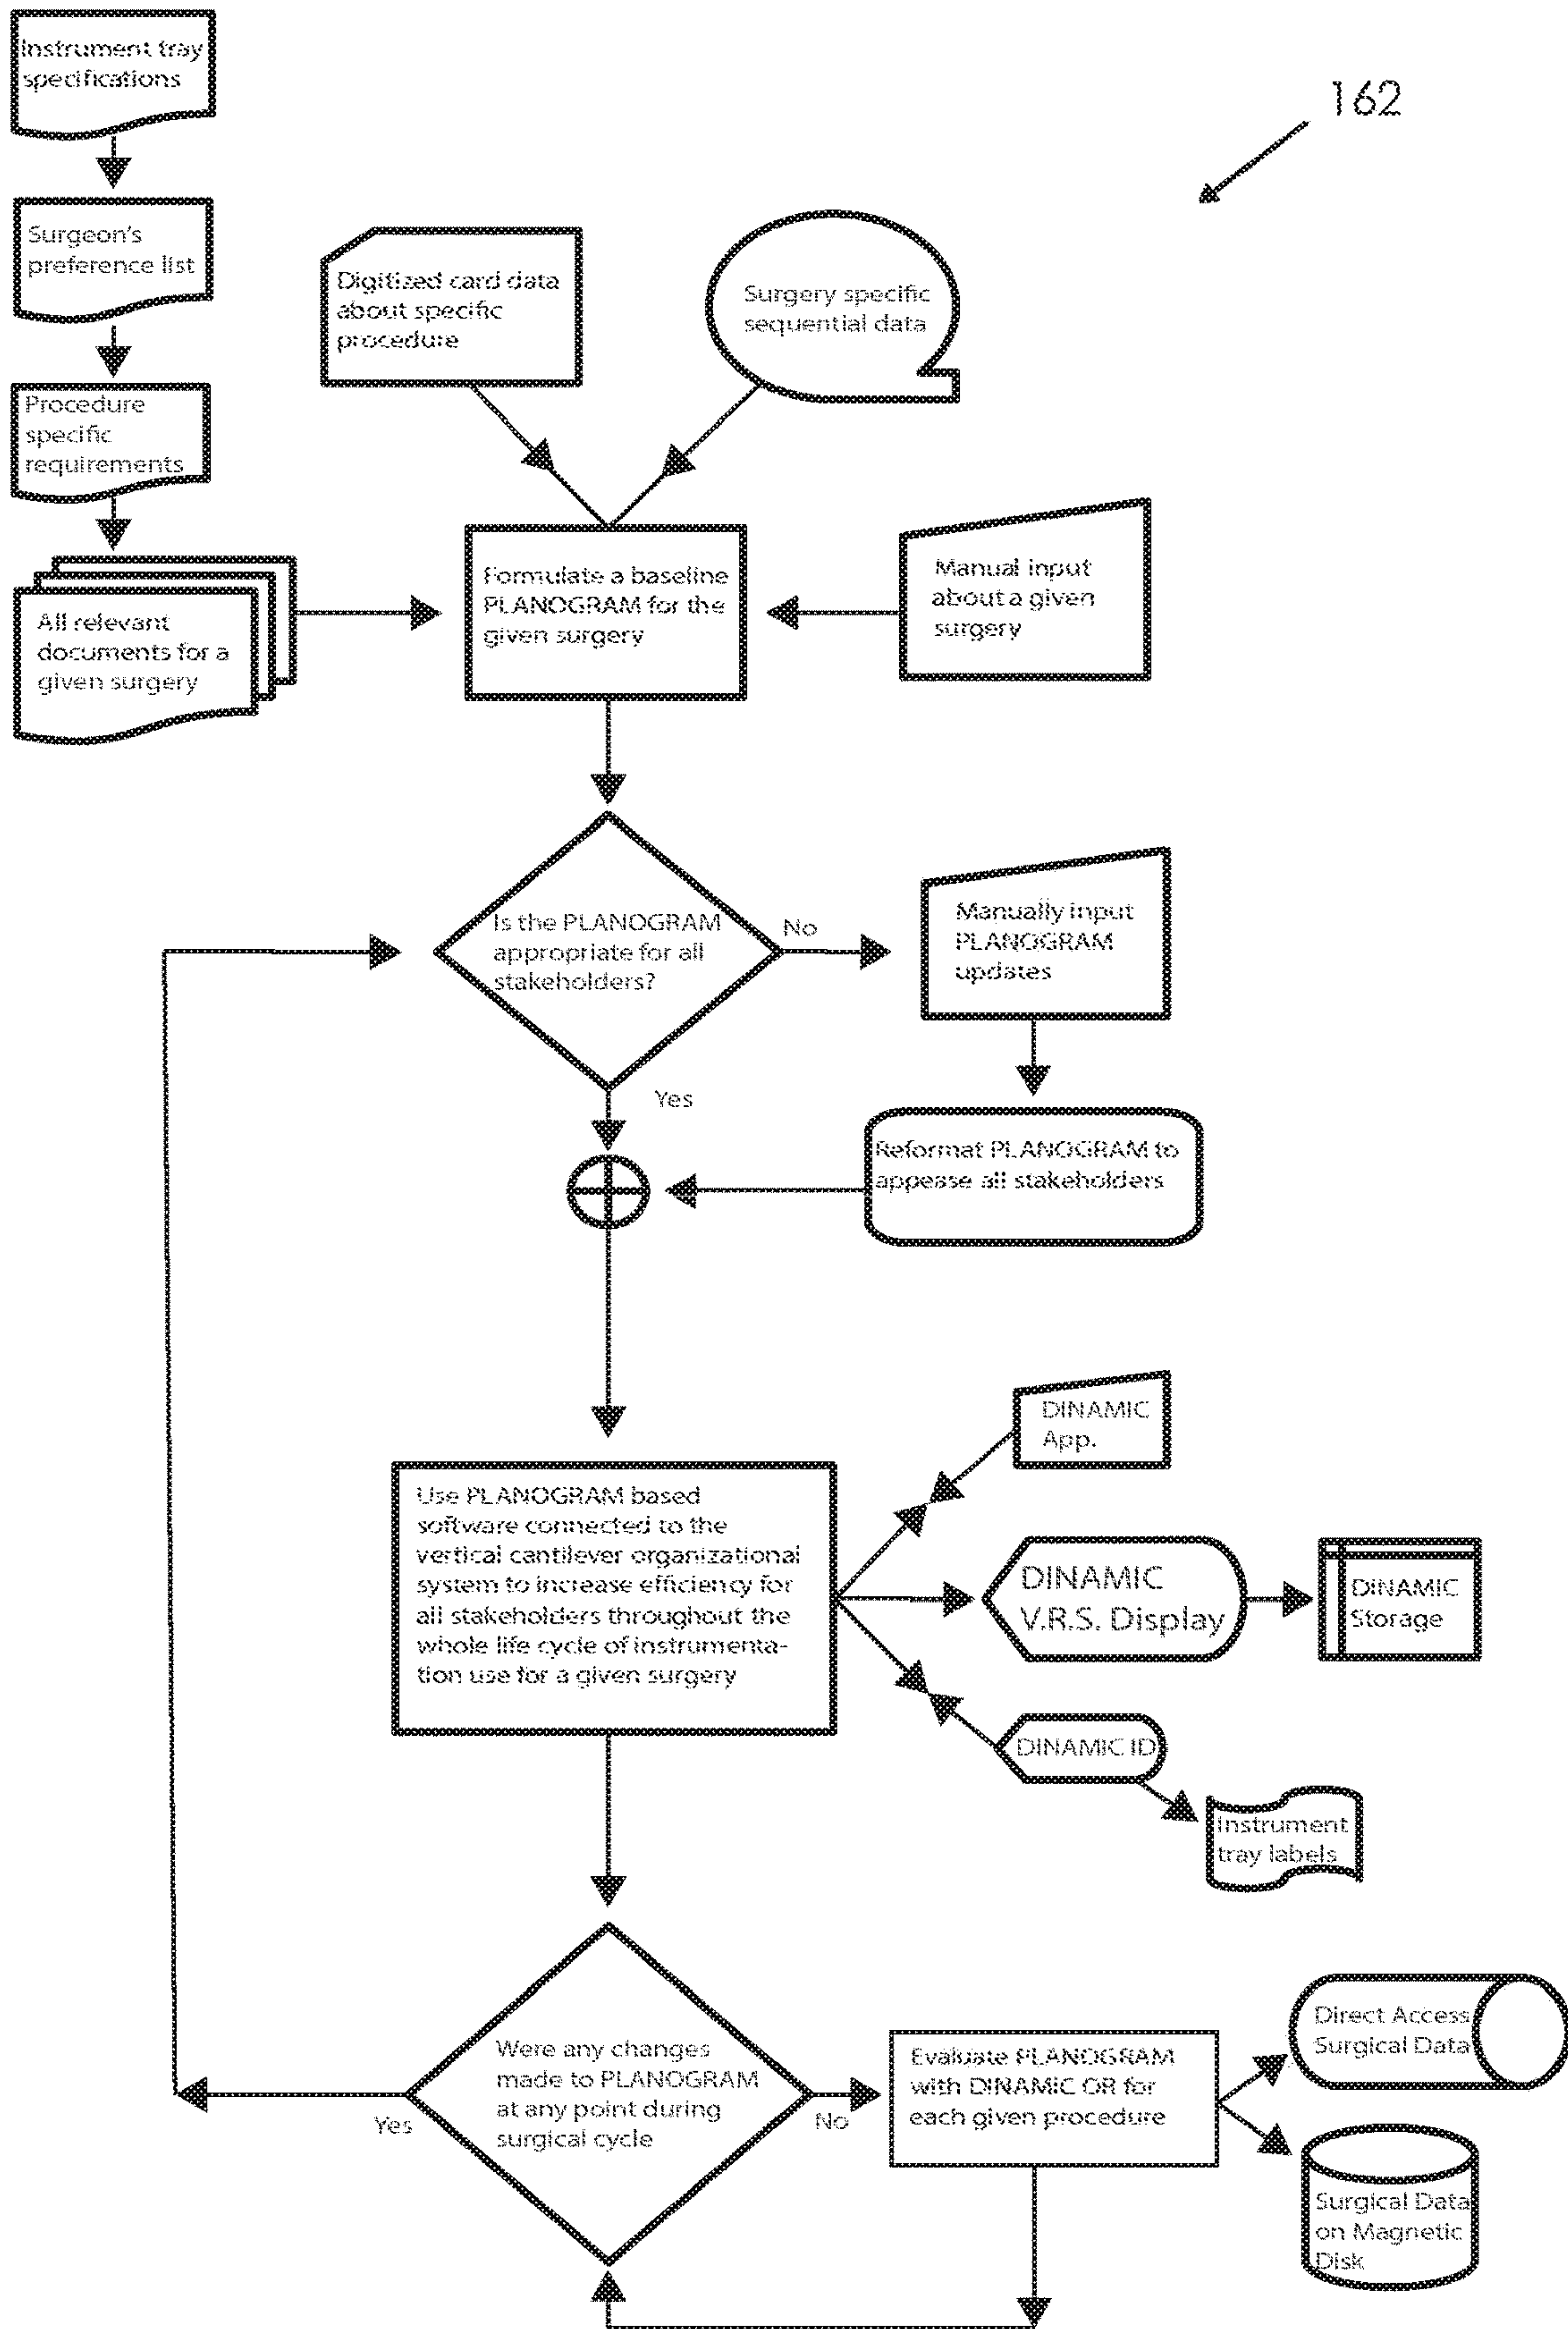 Instrument tray
specifications
162
Surgeon's
preference list
Digitized card data
about specific
procedure
Surgery specific
sequential data
Procedure
specific
requirements
All relevant
documents for a
given surgery
Formulate a baseline
PLANOGRAM for the
given surgery
Manual input
about a given
surgery
Is the PLANOGRAM
appropriate for all
stakeholders?
No
Manually input
PLANOGRAM
updates
Yes
Reformat PLANOGRAM to
appease all stakeholders
Use PLANOGRAM based
software connected to the
vertical cantilever organizational
system to increase efficiency for
all stakeholders throughout the
whole life cycle of instrumenta-
tion use for a given surgery
DINAMIC
App.
DINAMIC
V.R.S. Display
DINAMIC
Storage
DINAMIC ID
Instrument
tray labels
Were any changes
made to PLANOGRAM
at any point during
surgical cycle
Yes
No
Evaluate PLANOGRAM
with DINAMIC OR for
each given procedure
Direct Access
Surgical Data
Surgical Data
on Magnetic
Disk